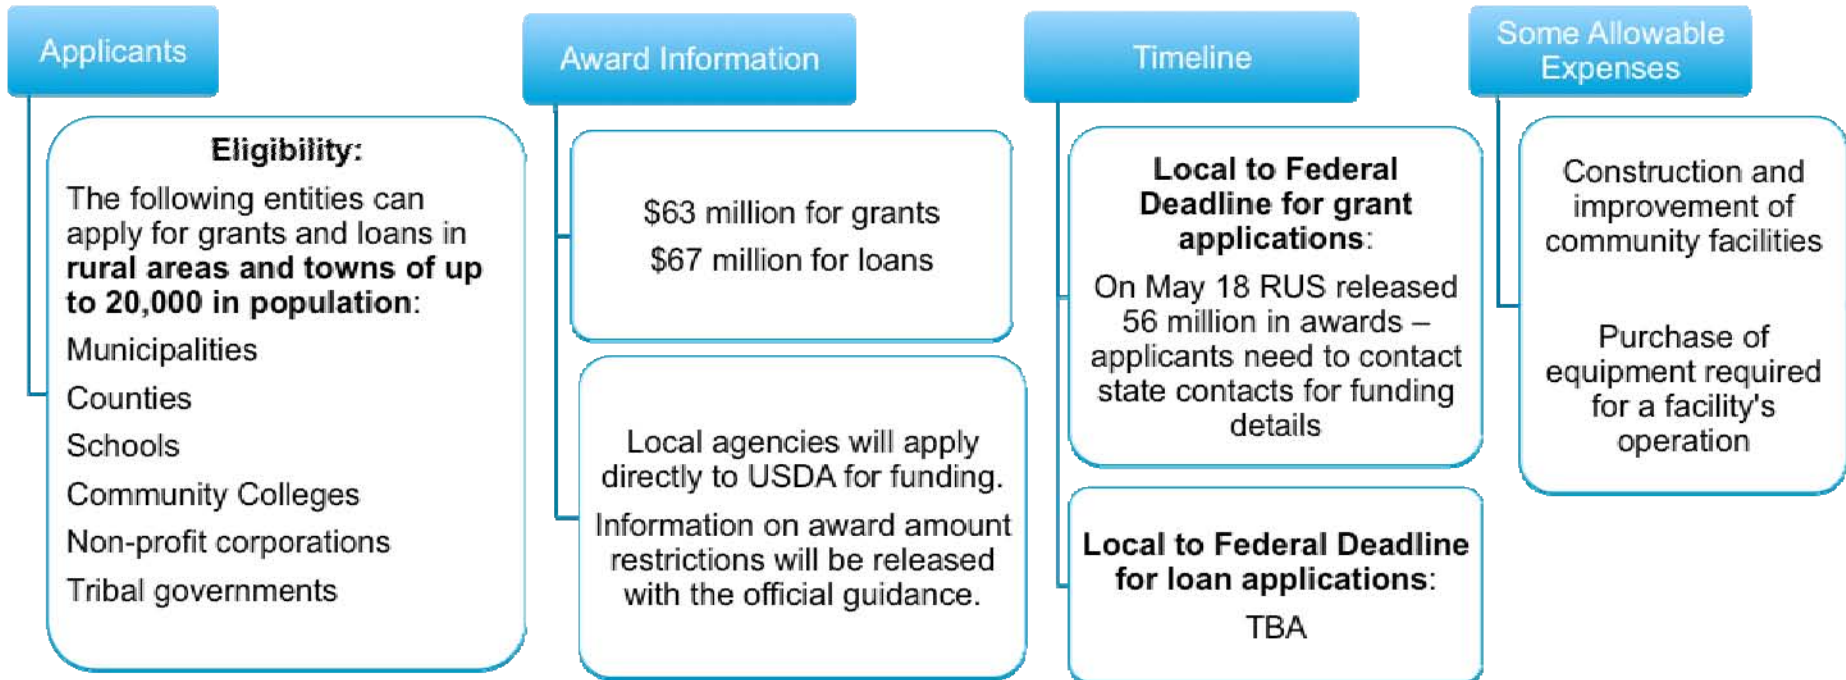 Applicants
Eligibility:
The following entities can
apply for grants and loans in
rural areas and towns of up
to 20,000 in population:
Municipalities
Counties
Schools
Community Colleges
Non-profit corporations
Tribal governments
Award Information
$63 million for grants
$67 million for loans
Local agencies will apply
directly to USDA for funding.
Information on award amount
restrictions will be released
with the official guidance.
Timeline
Local to Federal
Deadline for grant
applications:
On May 18 RUS released
56 million in awards –
applicants need to contact
state contacts for funding
details
Local to Federal Deadline
for loan applications:
TBA
Some Allowable
Expenses
Construction and
improvement of
community facilities
Purchase of
equipment required
for a facility's
operation